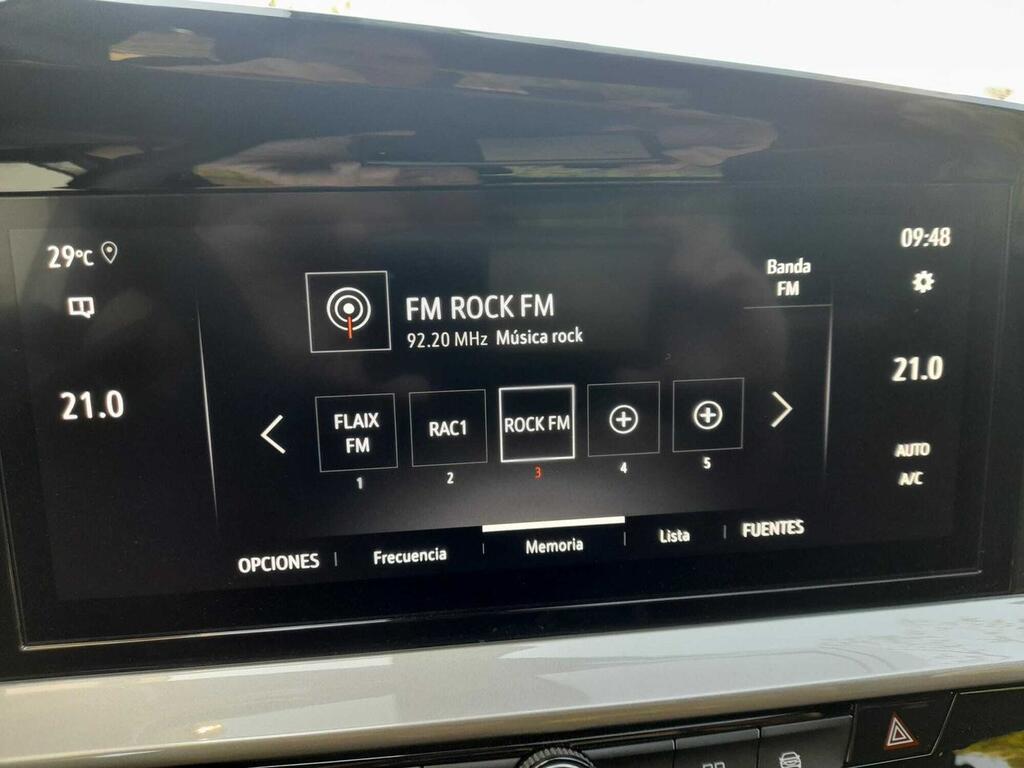 29°C
09:48
Banda
FM
FM ROCK FM
92.20 MHz Música rock
21.0
21.0
FLAIX
FM
RAC1
ROCK FM
1
2
3
4
5
AUTO
A/C
OPCIONES
Frecuencia
Memoria
Lista
FUENTES